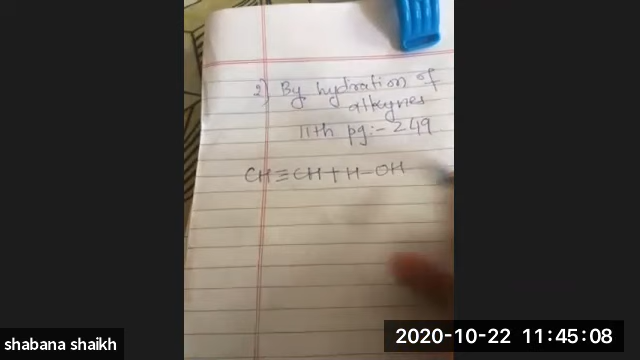 2) By hydration of
alkynes
11th pg:- 249
CH≡CH+H-OH
shabana shaikh
2020-10-22 11:45:08